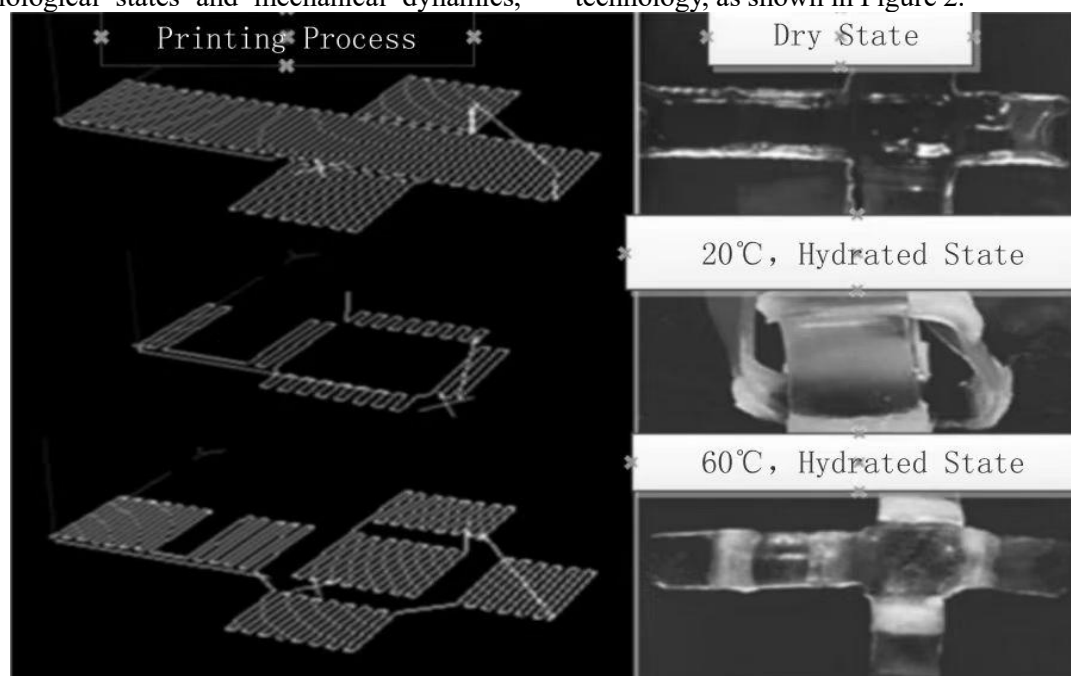 ological states and mechanical dynamics,
technology, as shown in Figure 2.
Printing Process
Dry State
20℃, Hydrated State
60℃, Hydrated State